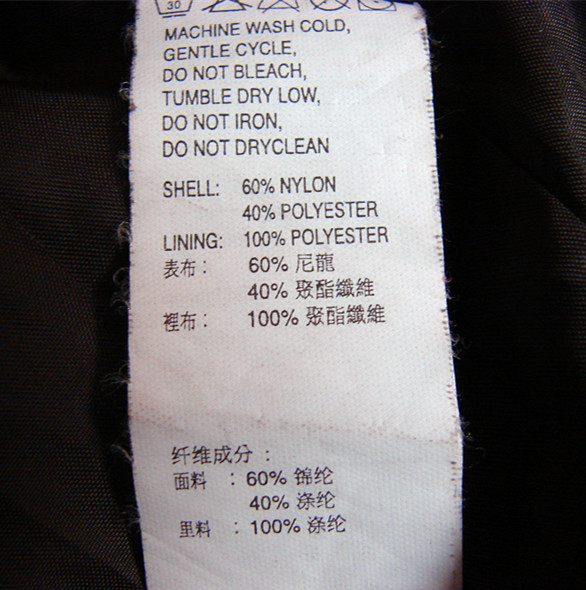 30
MACHINE WASH COLD,
GENTLE CYCLE,
DO NOT BLEACH,
TUMBLE DRY LOW,
DO NOT IRON,
DO NOT DRYCLEAN
SHELL: 60% NYLON
40% POLYESTER
LINING: 100% POLYESTER
表布： 60% 尼龍
40% 聚酯纖維
裡布： 100% 聚酯纖維
纤维成分：
面料 ：60% 锦纶
40% 涤纶
里料 ：100% 涤纶